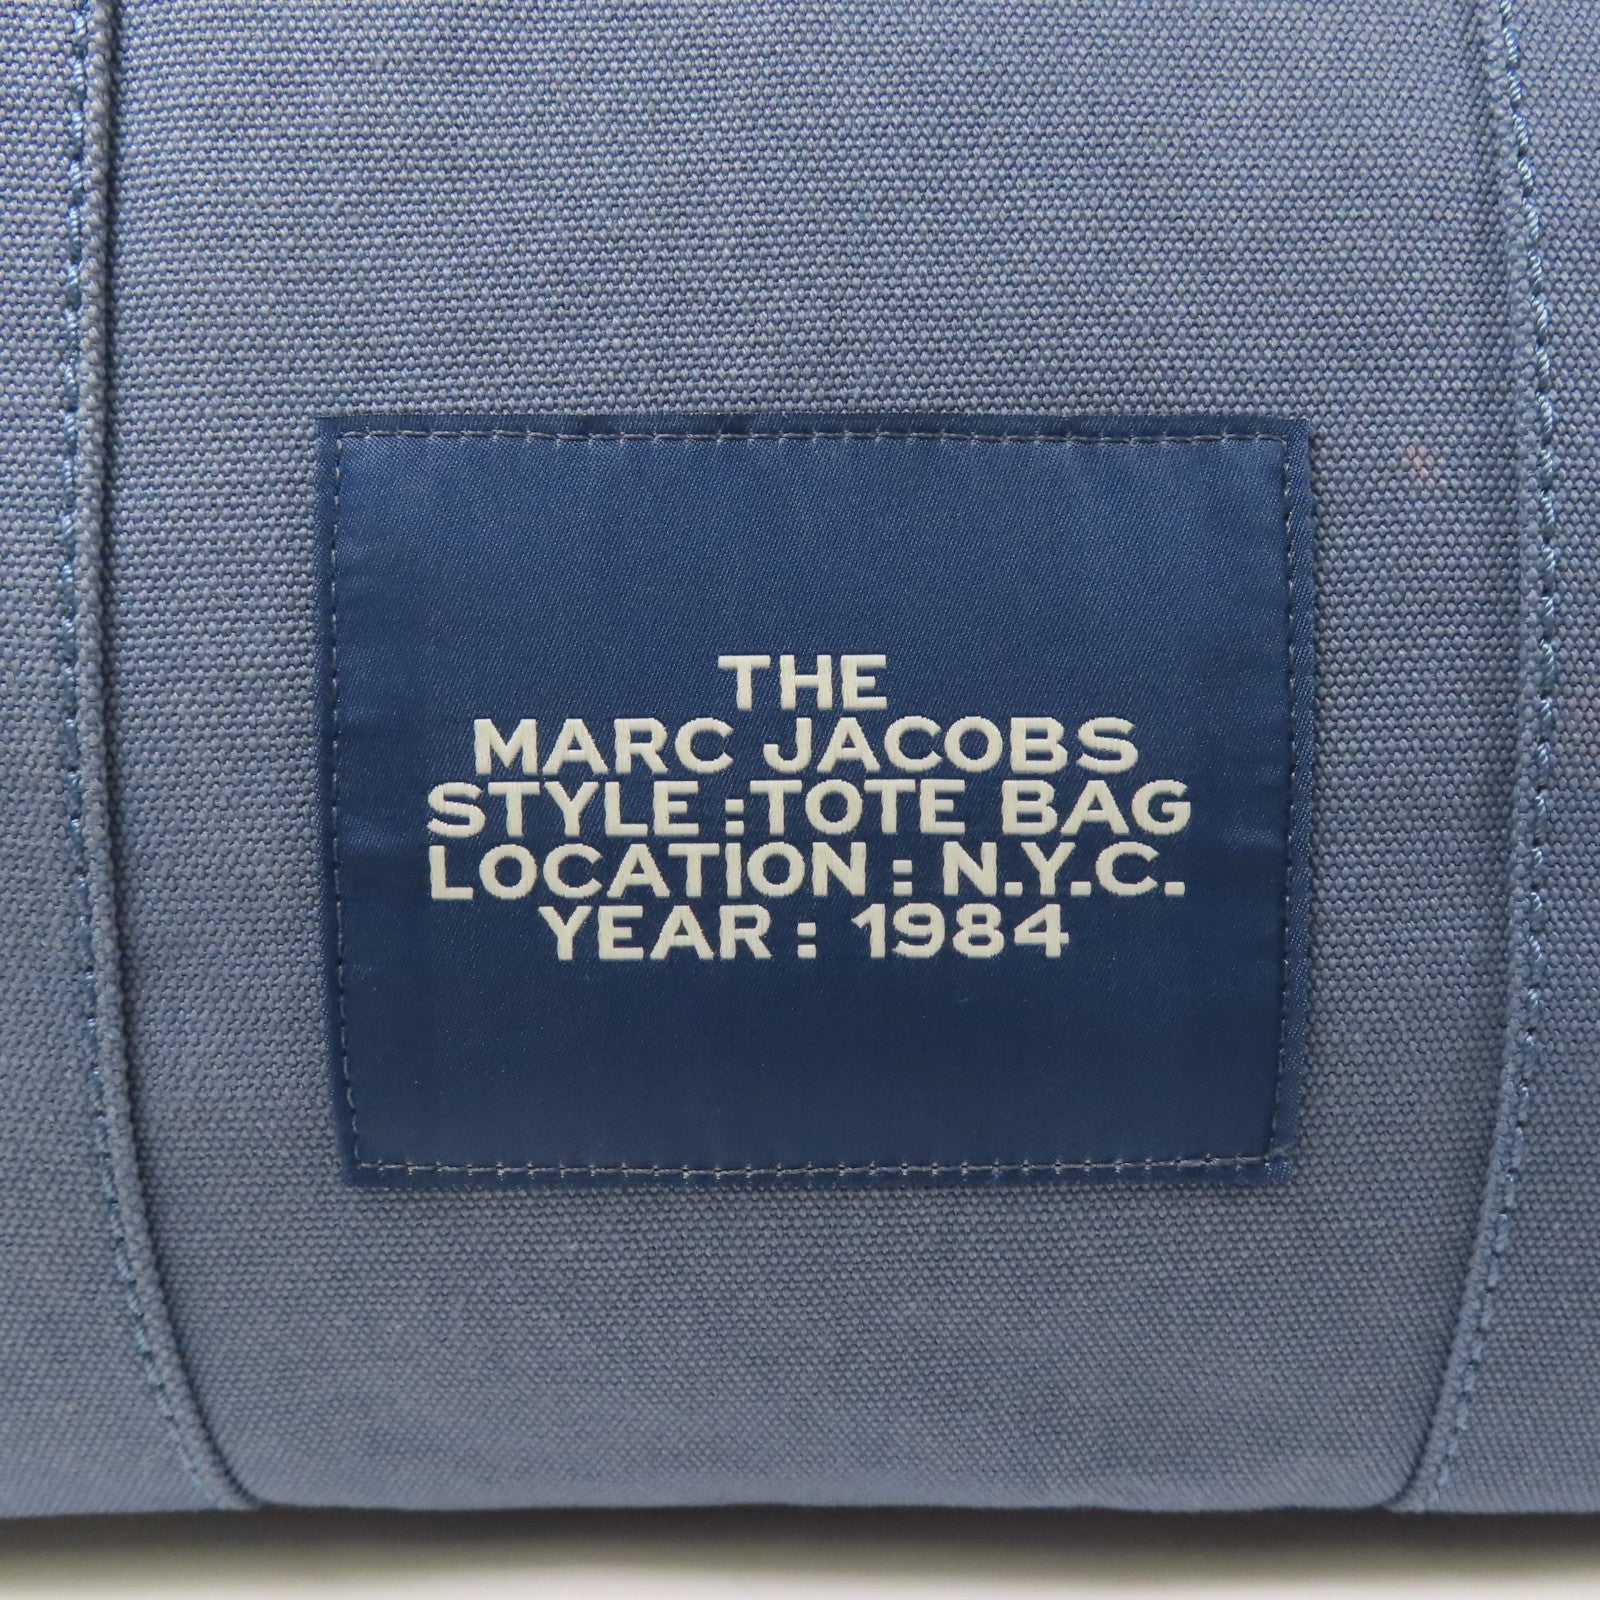 THE
MARC JACOBS
STYLE :TOTE BAG
LOCATION : N.Y.C.
YEAR : 1984